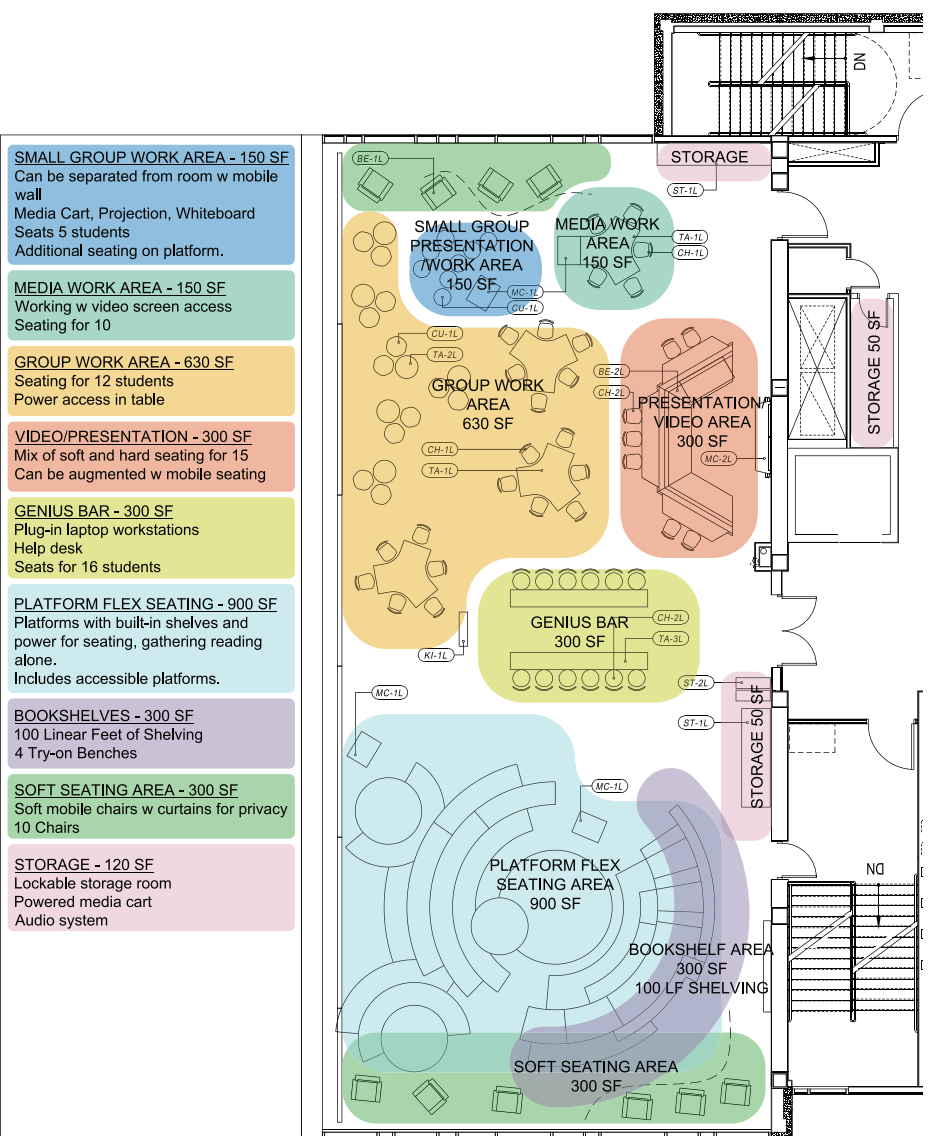 SMALL GROUP WORK AREA - 150 SF
Can be separated from room w mobile
wall
Media Cart, Projection, Whiteboard
Seats 5 students
Additional seating on platform.
MEDIA WORK AREA - 150 SF
Working w video screen access
Seating for 10
GROUP WORK AREA - 630 SF
Seating for 12 students
Power access in table
VIDEO/PRESENTATION - 300 SF
Mix of soft and hard seating for 15
Can be augmented w mobile seating
GENIUS BAR - 300 SF
Plug-in laptop workstations
Help desk
Seats for 16 students
PLATFORM FLEX SEATING - 900 SF
Platforms with built-in shelves and
power for seating, gathering reading
alone.
Includes accessible platforms.
BOOKSHELVES - 300 SF
100 Linear Feet of Shelving
4 Try-on Benches
SOFT SEATING AREA - 300 SF
Soft mobile chairs w curtains for privacy
10 Chairs
STORAGE - 120 SF
Lockable storage room
Powered media cart
Audio system
DN
BE-1L
STORAGE
ST-1L
SMALL GROUP
PRESENTATION
/WORK AREA
150 SF
MEDIA WORK
AREA
150 SF
TA-1L
CH-1L
MC-1L
CU-1L
STORAGE 50 SF
CU-1L
TA-2L
GROUP WORK
AREA
630 SF
BE-2L
CH-2L
PRESENTATION/
VIDEO AREA
300 SF
MC-2L
CH-1L
TA-1L
GENIUS BAR
300 SF
CH-2L
TA-3L
KI-1L
MC-1L
ST-2L
ST-1L
STORAGE 50 SF
MC-1L
PLATFORM FLEX
SEATING AREA
900 SF
DN
BOOKSHELF AREA
300 SF
100 LF SHELVING
SOFT SEATING AREA
300 SF